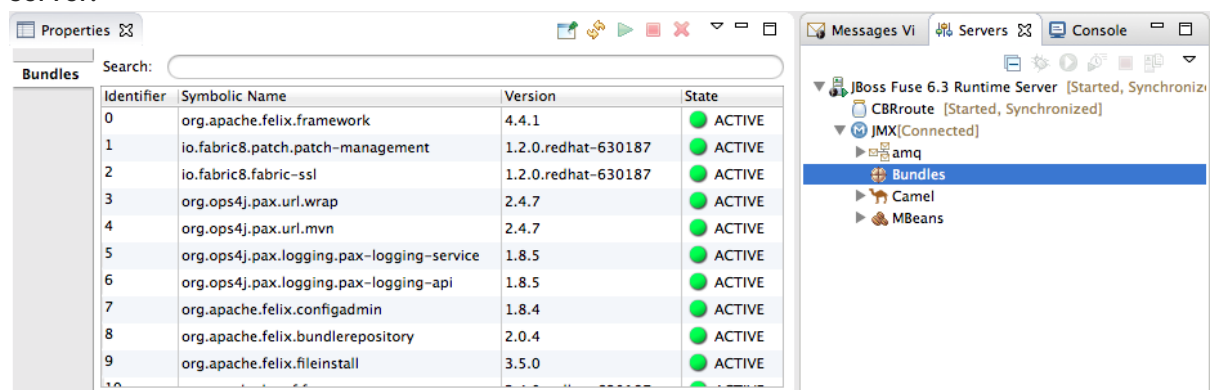 Properties
Bundles
Search:
Identifier Symbolic Name Version State
0 org.apache.felix.framework 4.4.1 ACTIVE
1 io.fabric8.patch.patch-management 1.2.0.redhat-630187 ACTIVE
2 io.fabric8.fabric-ssl 1.2.0.redhat-630187 ACTIVE
3 org.ops4j.pax.url.wrap 2.4.7 ACTIVE
4 org.ops4j.pax.url.mvn 2.4.7 ACTIVE
5 org.ops4j.pax.logging.pax-logging-service 1.8.5 ACTIVE
6 org.ops4j.pax.logging.pax-logging-api 1.8.5 ACTIVE
7 org.apache.felix.configadmin 1.8.4 ACTIVE
8 org.apache.felix.bundlerepository 2.0.4 ACTIVE
9 org.apache.felix.fileinstall 3.5.0 ACTIVE
Messages Vi Servers Console
JBoss Fuse 6.3 Runtime Server [Started, Synchroniz
CBRroute [Started, Synchronized]
JMX[Connected]
amq
Bundles
Camel
MBeans